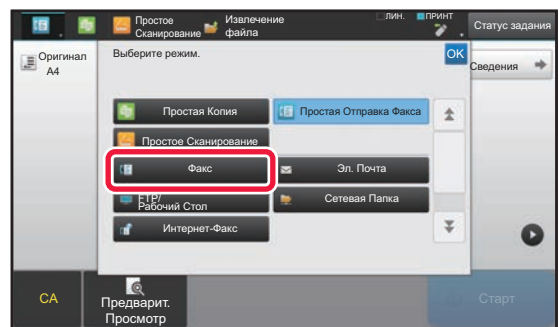 Простое Сканирование
Извлечение файла
ЛИН.
ПРИНТ
Статус задания
Оригинал
A4
Выберите режим.
OK
Сведения
Простая Копия
Простая Отправка Факса
Простое Сканирование
Факс
Эл. Почта
FTP/
Рабочий Стол
Сетевая Папка
Интернет-Факс
CA
Предварит.
Просмотр
Старт